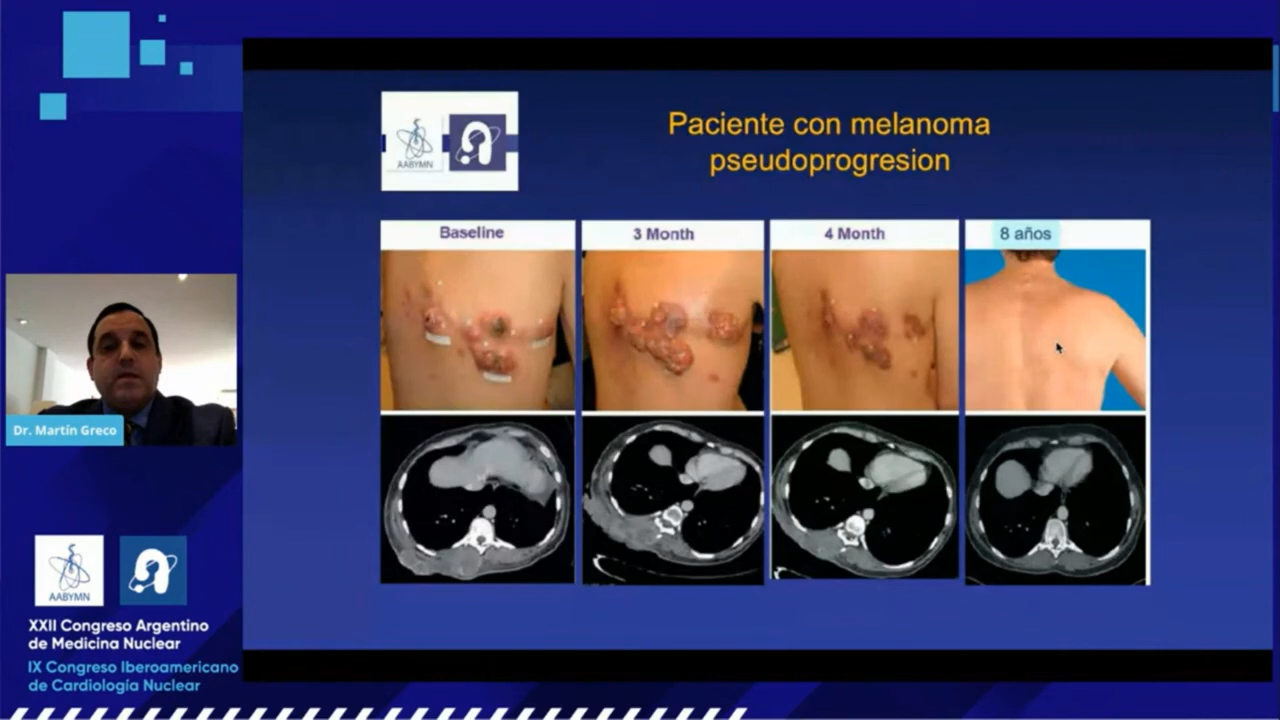 AABYMN
Paciente con melanoma
pseudoprogresion
Baseline
3 Month
4 Month
8 años
Dr. Martín Greco
AABYMN
XXII Congreso Argentino
de Medicina Nuclear
IX Congreso Iberoamericano
de Cardiología Nuclear